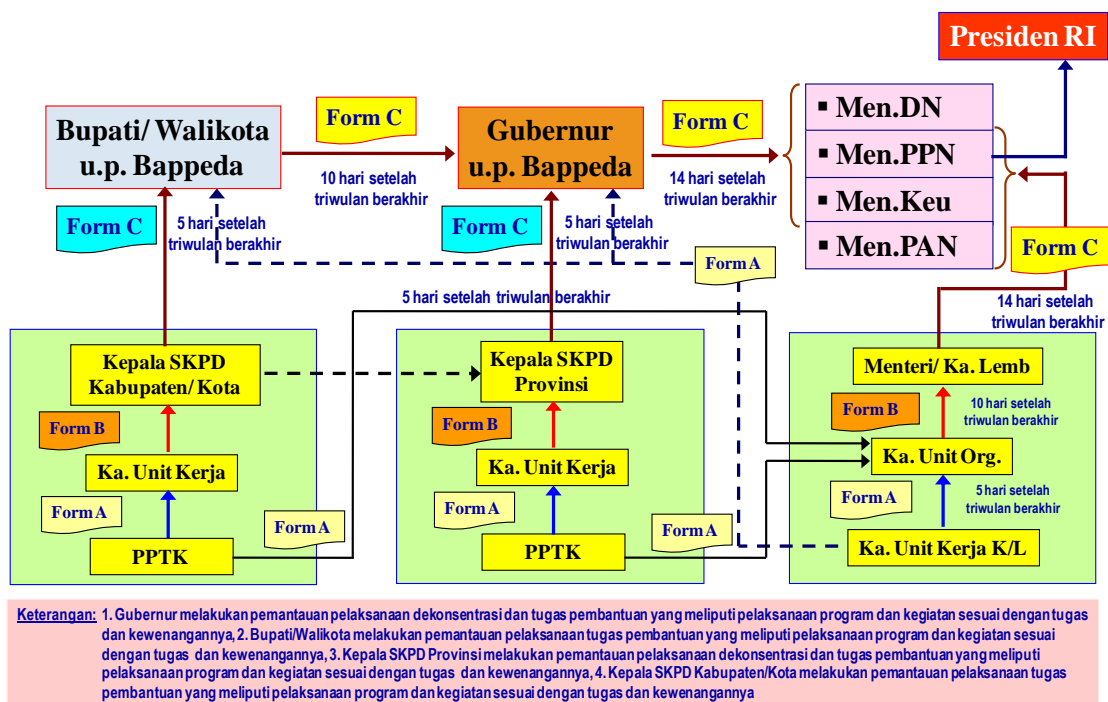 Presiden RI
Form C
Form C
Bupati/ Walikota
u.p. Bappeda
Gubernur
u.p. Bappeda
▪ Men.DN
▪ Men.PPN
▪ Men.Keu
▪ Men.PAN
10 hari setelah
triwulan berakhir
14 hari setelah
triwulan berakhir
Form C
5 hari setelah
triwulan berakhir
Form C
5 hari setelah
triwulan berakhir
Form A
Form C
5 hari setelah triwulan berakhir
14 hari setelah
triwulan berakhir
Kepala SKPD
Kabupaten/ Kota
Form B
Ka. Unit Kerja
Form A
Form A
PPTK
Kepala SKPD
Provinsi
Form B
Ka. Unit Kerja
Form A
Form A
PPTK
Menteri/ Ka. Lemb
Form B
10 hari setelah
triwulan berakhir
Ka. Unit Org.
Form A
5 hari setelah
triwulan berakhir
Ka. Unit Kerja K/L
Keterangan: 1. Gubernur melakukan pemantauan pelaksanaan dekonsentrasi dan tugas pembantuan yang meliputi pelaksanaan program dan kegiatan sesuai dengan tugas
dan kewenangannya, 2. Bupati/Walikota melakukan pemantauan pelaksanaan tugas pembantuan yang meliputi pelaksanaan program dan kegiatan sesuai
dengan tugas dan kewenangannya, 3. Kepala SKPD Provinsi melakukan pemantauan pelaksanaan dekonsentrasi dan tugas pembantuan yang meliputi
pelaksanaan program dan kegiatan sesuai dengan tugas dan kewenangannya, 4. Kepala SKPD Kabupaten/Kota melakukan pemantauan pelaksanaan tugas
pembantuan yang meliputi pelaksanaan program dan kegiatan sesuai dengan tugas dan kewenangannya